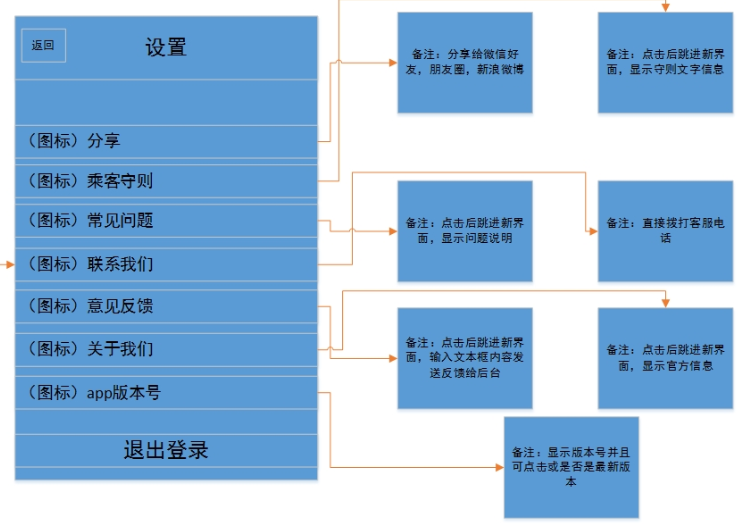 返回
设置
（图标）分享
（图标）乘客守则
（图标）常见问题
（图标）联系我们
（图标）意见反馈
（图标）关于我们
（图标）app版本号
退出登录
备注：分享给微信好
友，朋友圈，新浪微博
备注：点击后跳进新界
面，显示守则文字信息
备注：点击后跳进新界
面，显示问题说明
备注：直接拨打客服电
话
备注：点击后跳进新界
面，输入文本框内容发
送反馈给后台
备注：点击后跳进新界
面，显示官方信息
备注：显示版本号并且
可点击或是否是最新版
本